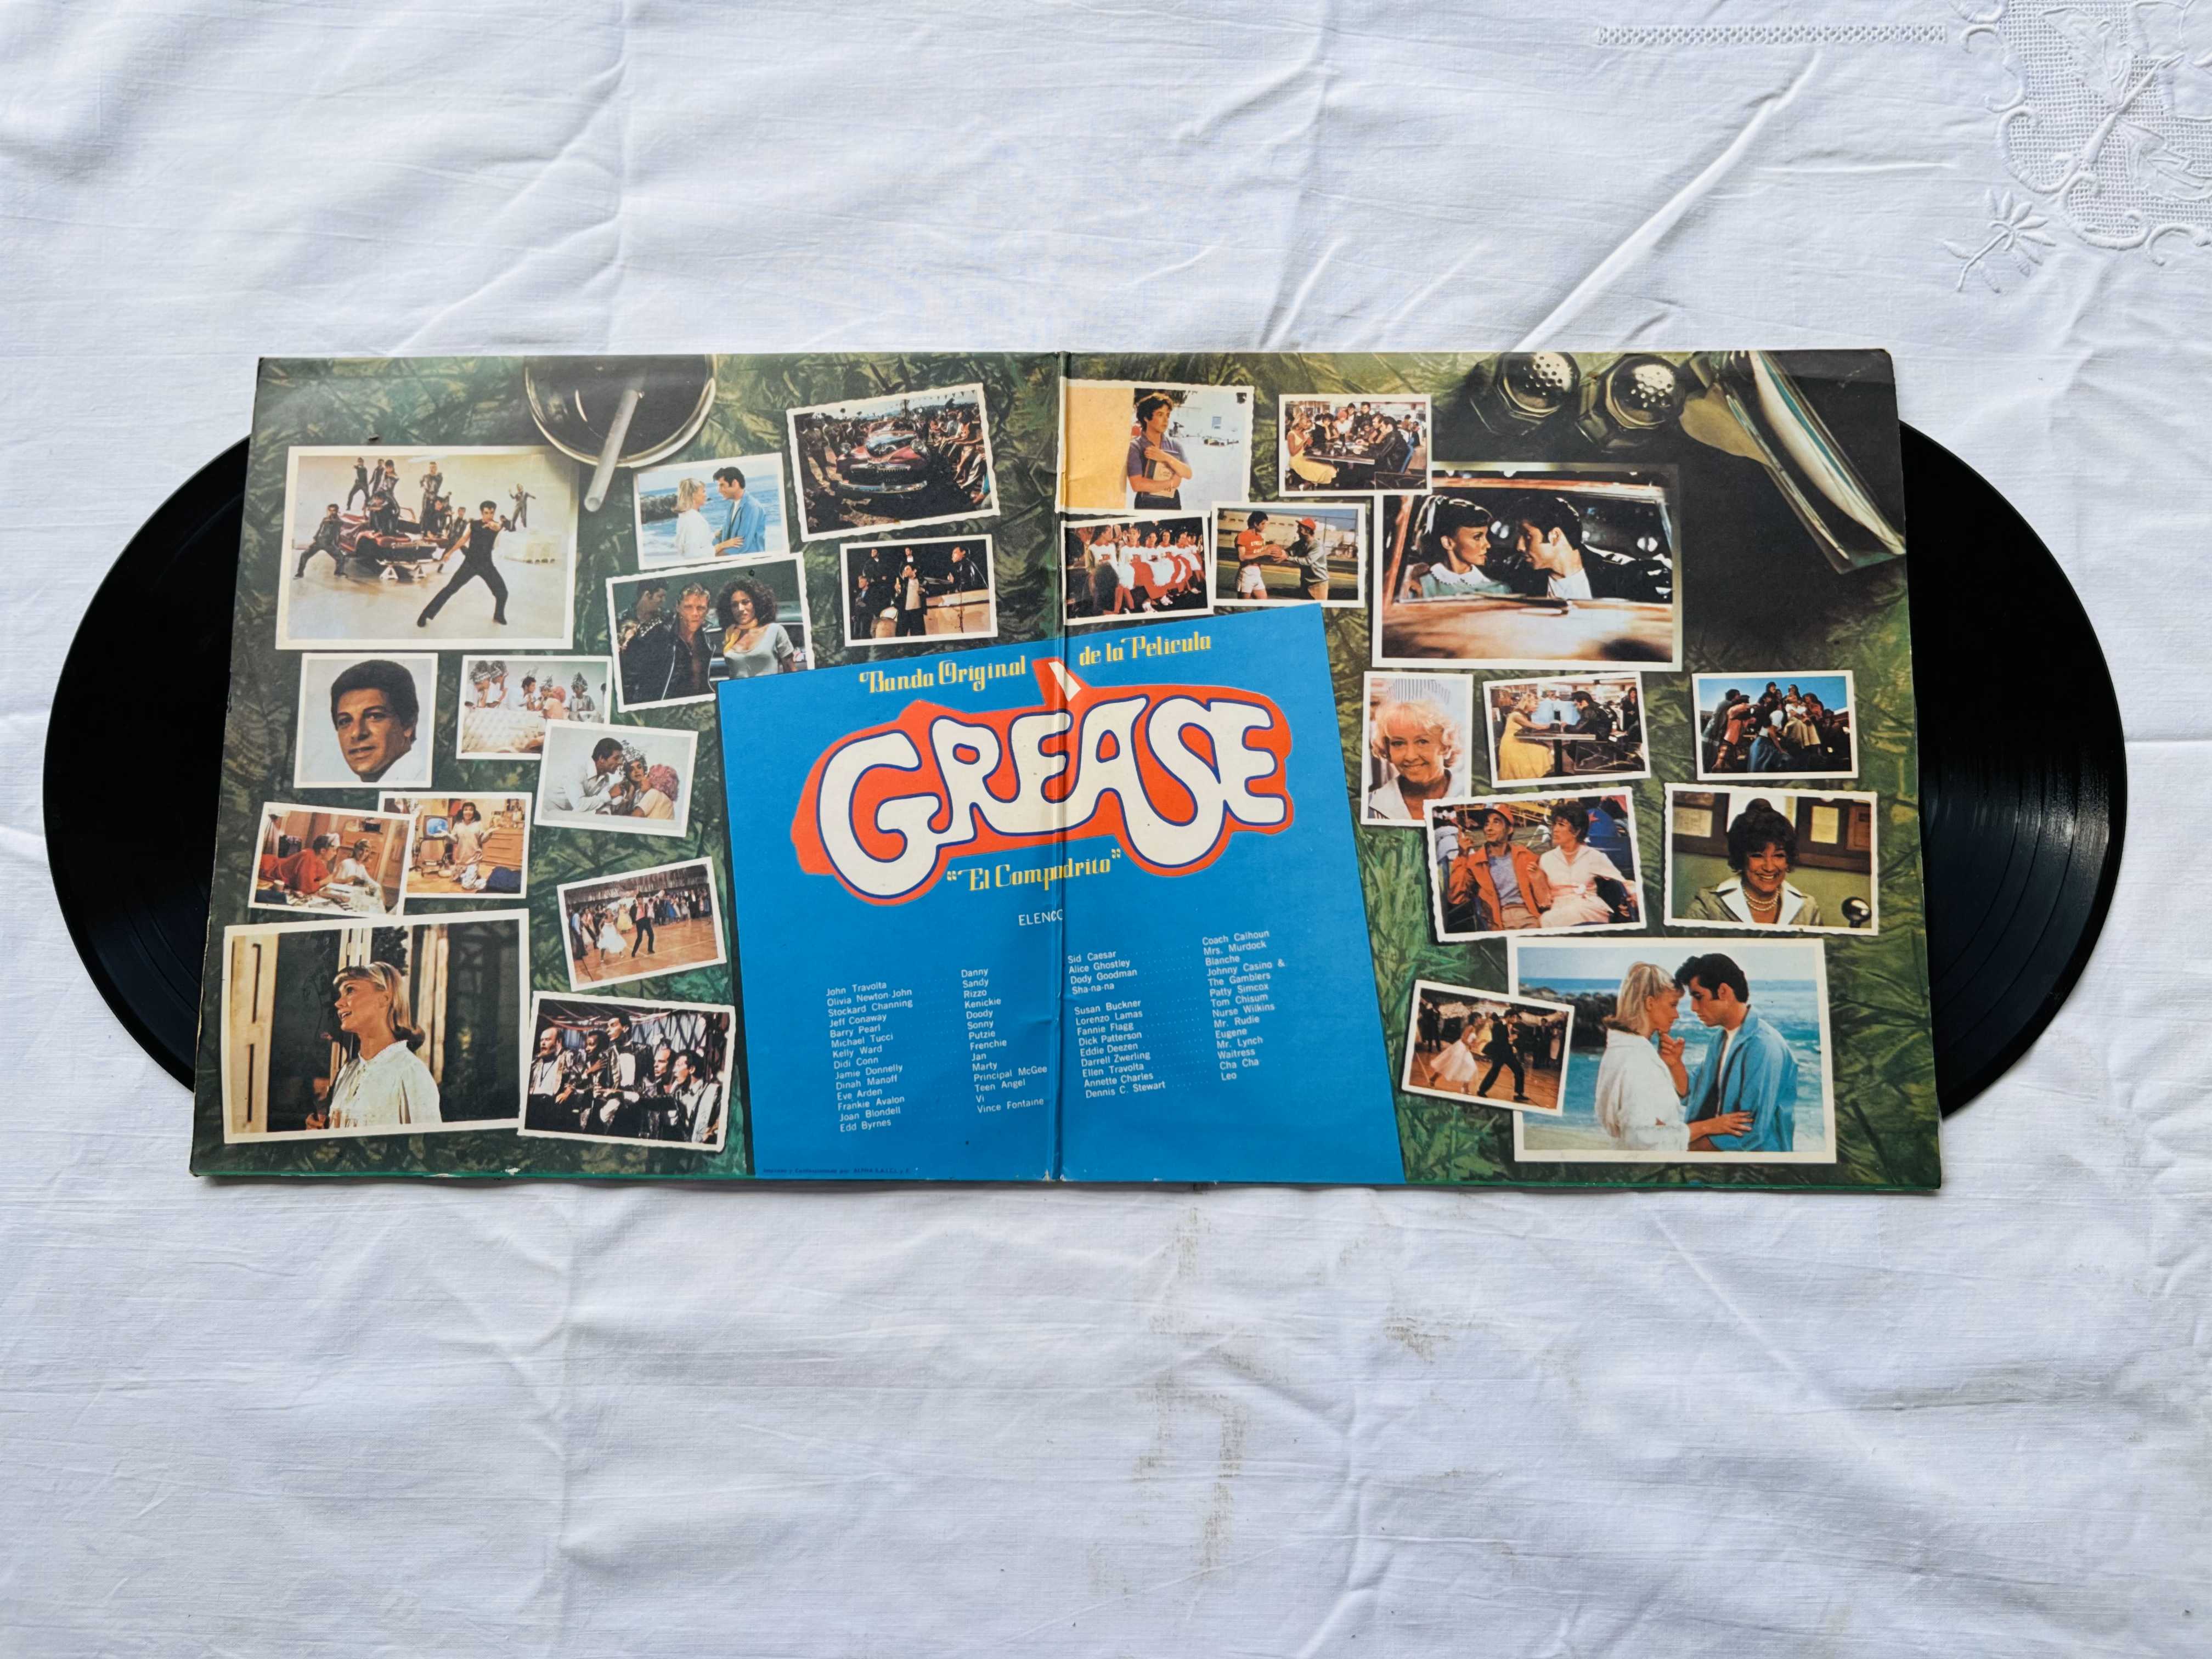 Banda Original de la Pelicula
GREASE
"El Compadrito"
ELENCO
John Travolta Danny
Olivia Newton-John Sandy
Stockard Channing Rizzo
Jeff Conaway Kenickie
Barry Pearl Doody
Michael Tucci Sonny
Kelly Ward Putzie
Didi Conn Frenchie
Jamie Donnelly Jan
Dinah Manoff Marty
Eve Arden Principal McGee
Frankie Avalon Teen Angel
Joan Blondell Vi
Edd Byrnes Vince Fontaine
Sid Caesar Coach Calhoun
Alice Ghostley Mrs. Murdock
Dody Goodman Blanche
Sha-na-na Johnny Casino &
The Gamblers
Susan Buckner Patty Simcox
Lorenzo Lamas Tom Chisum
Fannie Flagg Nurse Wilkins
Dick Patterson Mr. Rudie
Eddie Deezen Eugene
Darrell Zwerling Mr. Lynch
Ellen Travolta Waitress
Annette Charles Cha Cha
Dennis C. Stewart Leo